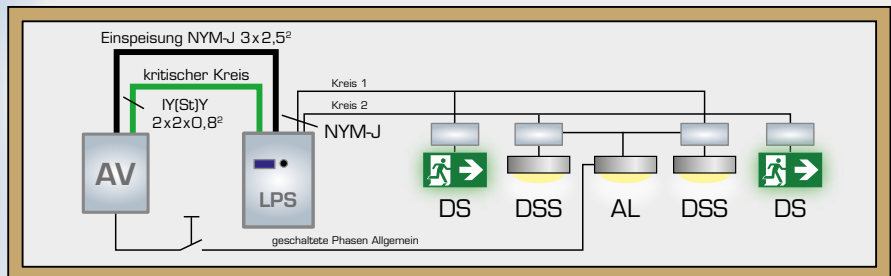 Einspeisung NYM-J 3x2,5²
kritischer Kreis
IY(St)Y
2x2x0,8²
NYM-J
Kreis 1
Kreis 2
AV
LPS
DS
DSS
AL
DSS
DS
geschaltete Phasen Allgemein